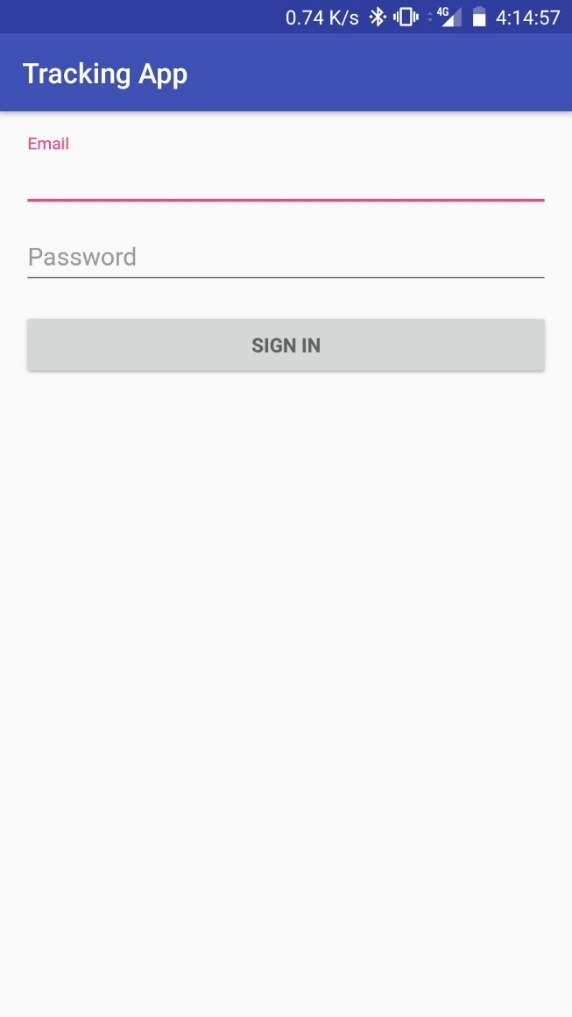 0.74 K/s 4G 4:14:57
Tracking App
Email
Password
SIGN IN